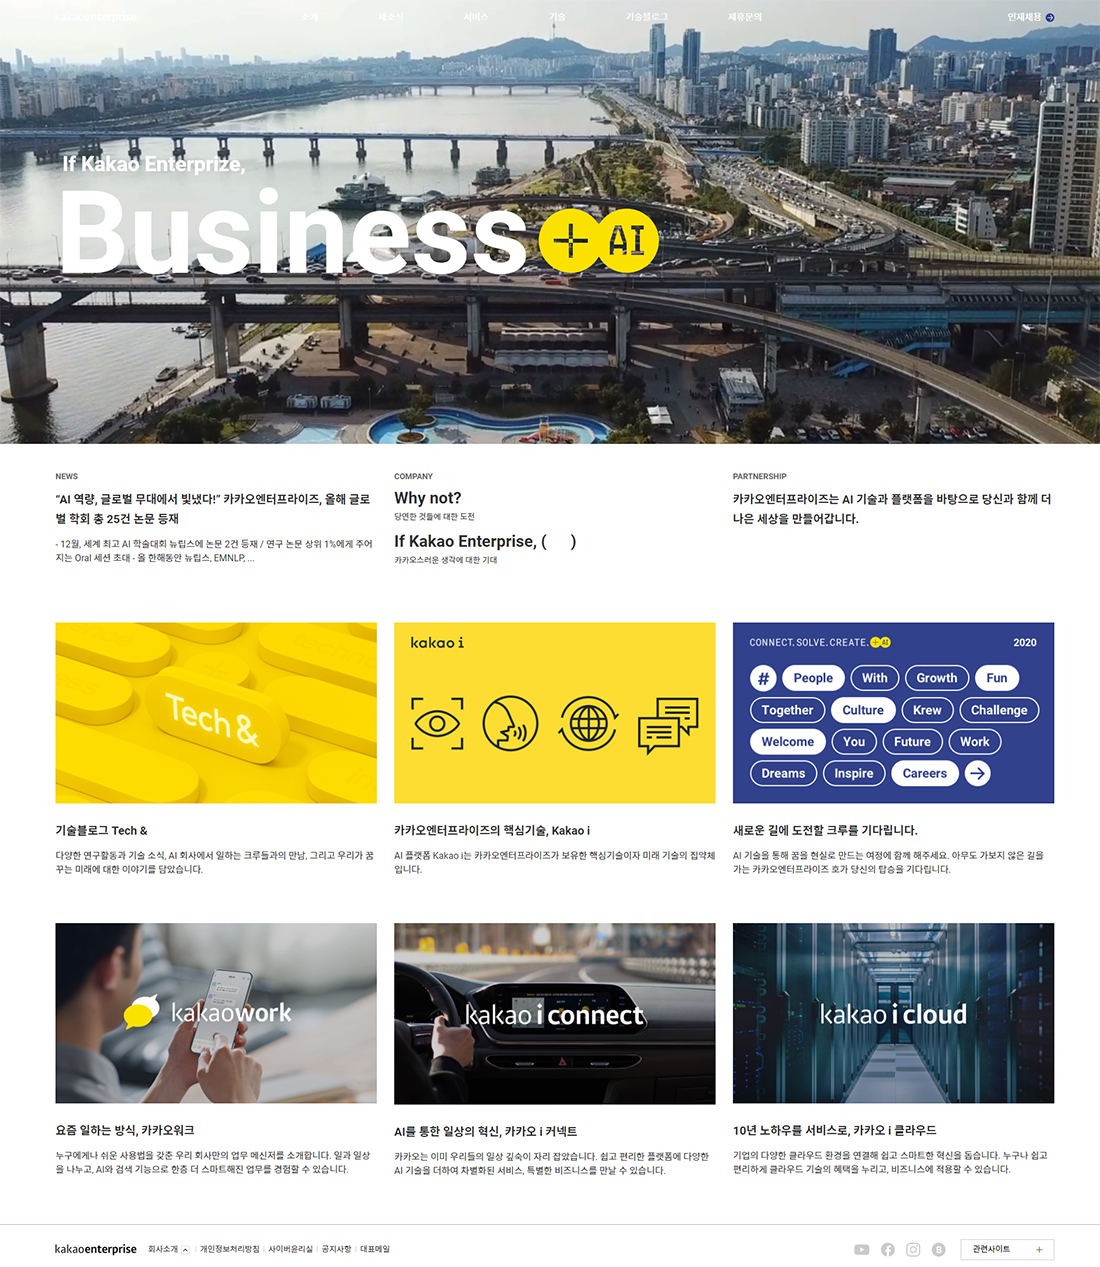 kakaoenterprise
소개
새소식
서비스
기술
기술블로그
제휴문의
인재채용
If Kakao Enterprize,
Business + AI
NEWS
“AI 역량, 글로벌 무대에서 빛냈다!” 카카오엔터프라이즈, 올해 글로
벌 학회 총 25건 논문 등재
- 12월, 세계 최고 AI 학술대회 뉴립스에 논문 2건 등재 / 연구 논문 상위 1%에게 주어
지는 Oral 세션 초대 - 올 한해동안 뉴립스, EMNLP, ...
COMPANY
Why not?
당연한 것들에 대한 도전
If Kakao Enterprise, (     )
카카오스러운 생각에 대한 기대
PARTNERSHIP
카카오엔터프라이즈는 AI 기술과 플랫폼을 바탕으로 당신과 함께 더
나은 세상을 만들어갑니다.
Tech &
kakao i
CONNECT. SOLVE. CREATE. + AI
2020
# People With Growth Fun
Together Culture Krew Challenge
Welcome You Future Work
Dreams Inspire Careers →
기술블로그 Tech &
다양한 연구활동과 기술 소식, AI 회사에서 일하는 크루들과의 만남, 그리고 우리가 꿈
꾸는 미래에 대한 이야기를 담았습니다.
카카오엔터프라이즈의 핵심기술, Kakao i
AI 플랫폼 Kakao i는 카카오엔터프라이즈가 보유한 핵심기술이자 미래 기술의 집약체
입니다.
새로운 길에 도전할 크루를 기다립니다.
AI 기술을 통해 꿈을 현실로 만드는 여정에 함께 해주세요. 아무도 가보지 않은 길을
가는 카카오엔터프라이즈 호가 당신의 탑승을 기다립니다.
kakaowork
kakao i connect
kakao i cloud
요즘 일하는 방식, 카카오워크
누구에게나 쉬운 사용법을 갖춘 우리 회사만의 업무 메신저를 소개합니다. 일과 일상
을 나누고, AI와 검색 기능으로 한층 더 스마트해진 업무를 경험할 수 있습니다.
AI를 통한 일상의 혁신, 카카오 i 커넥트
카카오는 이미 우리들의 일상 깊숙이 자리 잡았습니다. 쉽고 편리한 플랫폼에 다양한
AI 기술을 더하여 차별화된 서비스, 특별한 비즈니스를 만날 수 있습니다.
10년 노하우를 서비스로, 카카오 i 클라우드
기업의 다양한 클라우드 환경을 연결해 쉽고 스마트한 혁신을 돕습니다. 누구나 쉽고
편리하게 클라우드 기술의 혜택을 누리고, 비즈니스에 적용할 수 있습니다.
kakaoenterprise
회사소개
개인정보처리방침
사이버윤리실
공지사항
대표메일
관련사이트 +